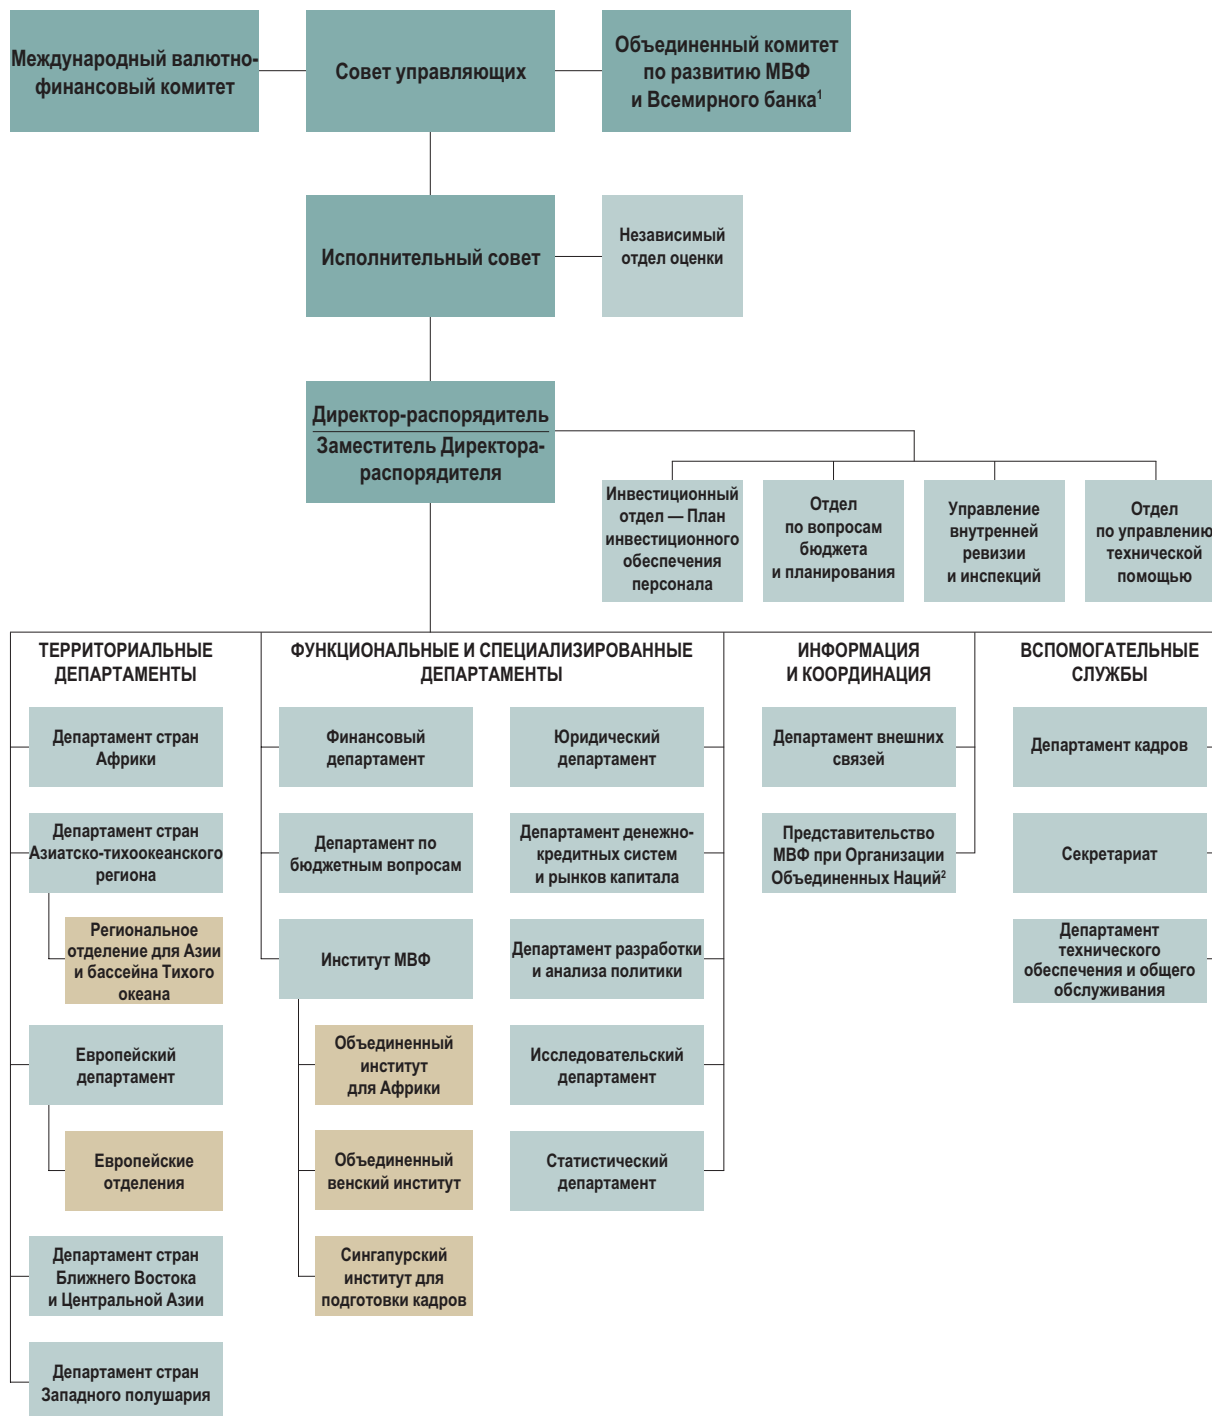 Международный валютно-
финансовый комитет
Совет управляющих
Объединенный комитет
по развитию МВФ
и Всемирного банка¹
Исполнительный совет
Независимый
отдел оценки
Директор-распорядитель
Заместитель Директора-
распорядителя
Инвестиционный
отдел — План
инвестиционного
обеспечения
персонала
Отдел
по вопросам
бюджета
и планирования
Управление
внутренней
ревизии
и инспекций
Отдел
по управлению
технической
помощью
ТЕРРИТОРИАЛЬНЫЕ
ДЕПАРТАМЕНТЫ
Департамент стран
Африки
Департамент стран
Азиатско-тихоокеанского
региона
Региональное
отделение для Азии
и бассейна Тихого
океана
Европейский
департамент
Европейские
отделения
Департамент стран
Ближнего Востока
и Центральной Азии
Департамент стран
Западного полушария
ФУНКЦИОНАЛЬНЫЕ И СПЕЦИАЛИЗИРОВАННЫЕ
ДЕПАРТАМЕНТЫ
Финансовый
департамент
Департамент по
бюджетным вопросам
Институт МВФ
Объединенный
институт
для Африки
Объединенный
венский институт
Сингапурский
институт для
подготовки кадров
Юридический
департамент
Департамент денежно-
кредитных систем
и рынков капитала
Департамент разработки
и анализа политики
Исследовательский
департамент
Статистический
департамент
ИНФОРМАЦИЯ
И КООРДИНАЦИЯ
Департамент внешних
связей
Представительство
МВФ при Организации
Объединенных Наций²
ВСПОМОГАТЕЛЬНЫЕ
СЛУЖБЫ
Департамент кадров
Секретариат
Департамент
технического
обеспечения и общего
обслуживания